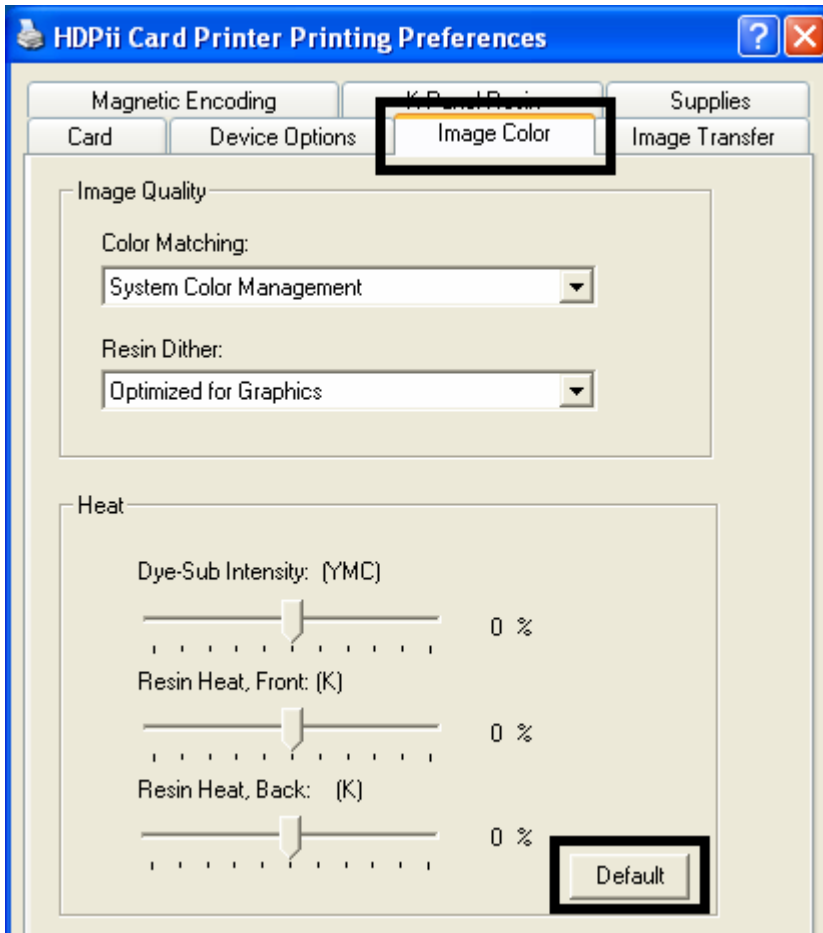 HDPii Card Printer Printing Preferences
Magnetic Encoding K Panel Resin Supplies
Card Device Options Image Color Image Transfer
Image Quality
Color Matching:
System Color Management
Resin Dither:
Optimized for Graphics
Heat
Dye-Sub Intensity: (YMC)
0 %
Resin Heat, Front: (K)
0 %
Resin Heat, Back: (K)
0 %
Default